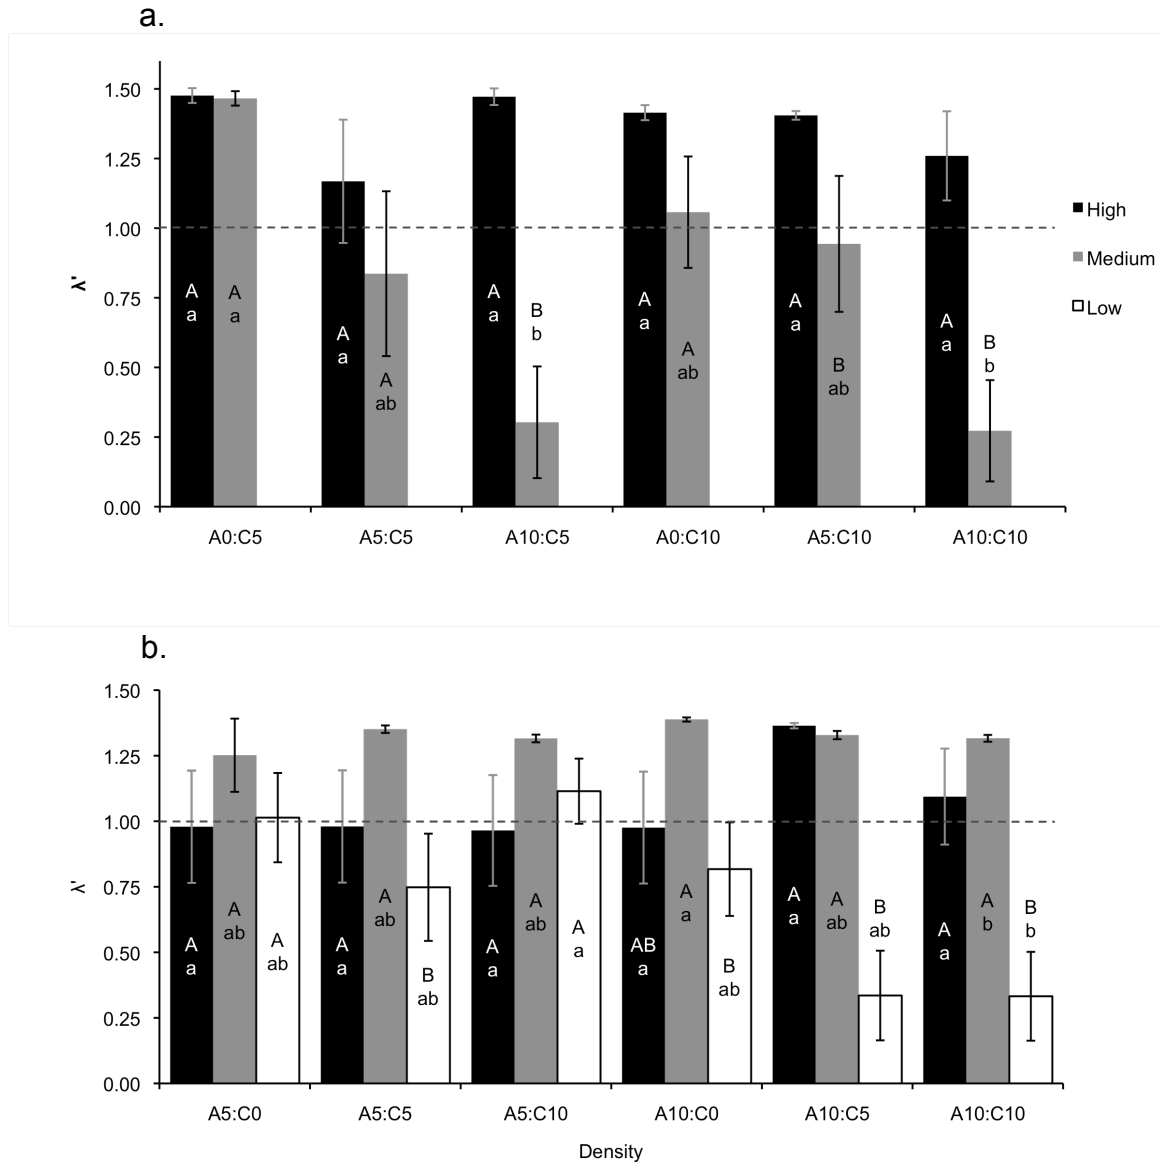 a.
1.50
1.25
1.00
0.75
0.50
0.25
0.00
λ'
A
a
A
a
A
a
A
ab
A
a
B
b
A
a
A
ab
A
a
B
ab
A
a
B
b
A0:C5 A5:C5 A10:C5 A0:C10 A5:C10 A10:C10
High
Medium
Low
b.
1.50
1.25
1.00
0.75
0.50
0.25
0.00
λ'
A
a
A
ab
A
ab
A
a
A
ab
B
ab
A
a
A
ab
A
a
AB
a
A
a
B
ab
A
a
A
ab
B
ab
A
a
A
b
B
b
A5:C0 A5:C5 A5:C10 A10:C0 A10:C5 A10:C10
Density